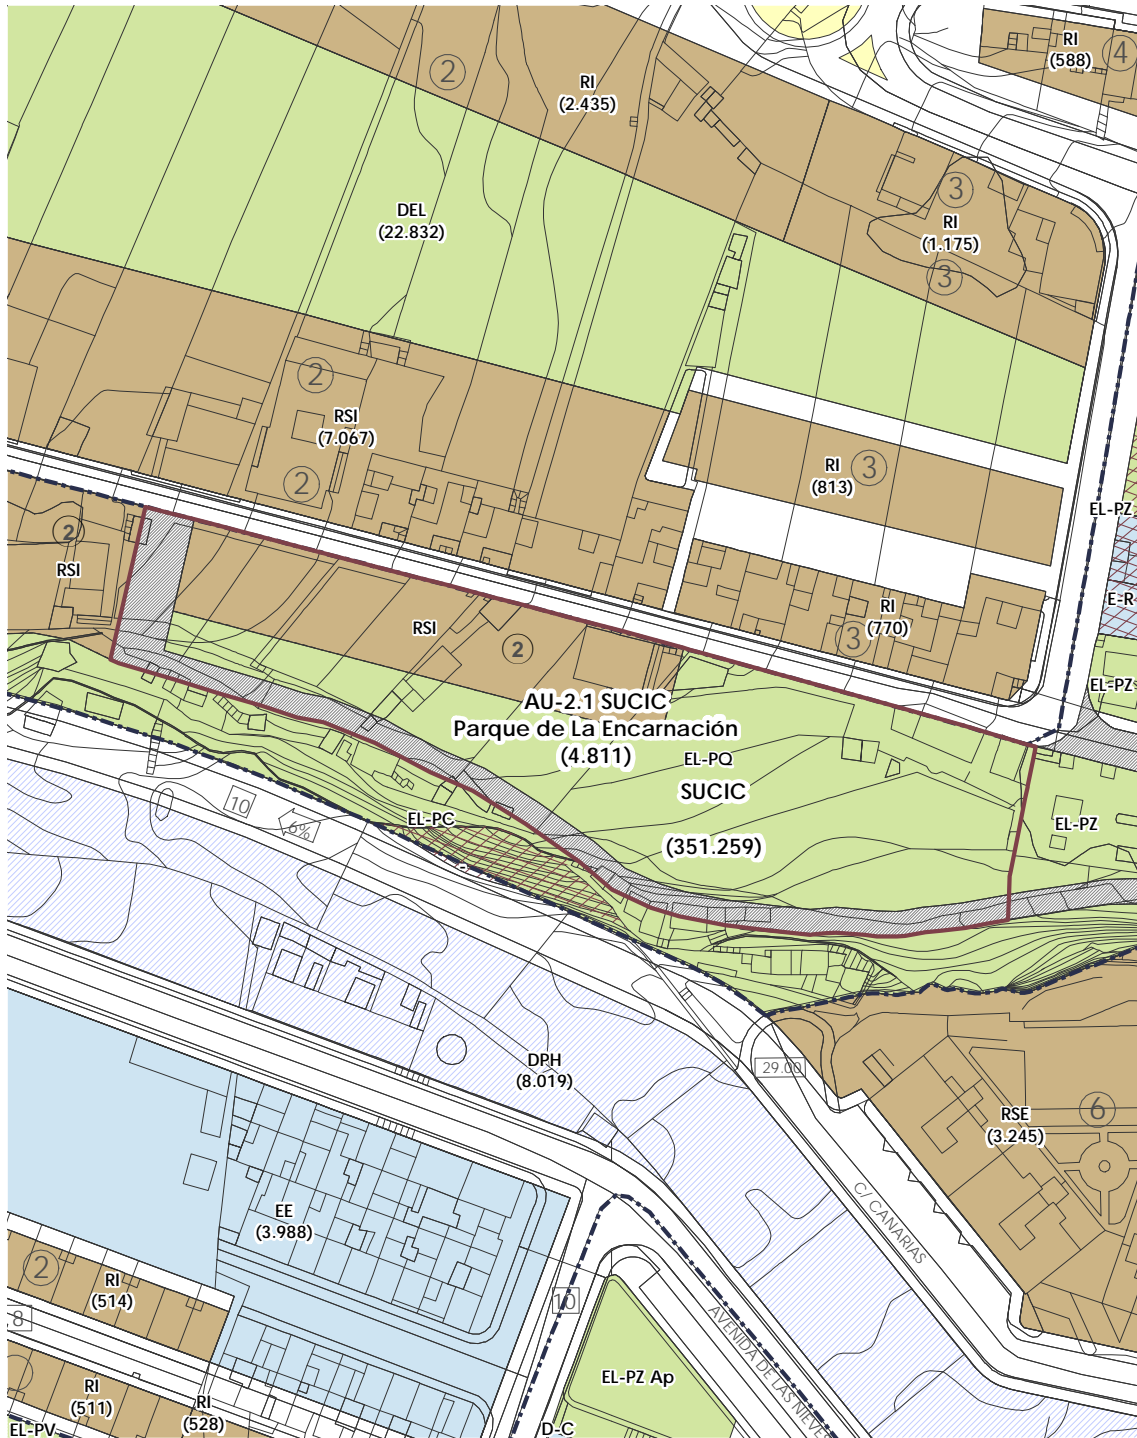 RI
(588)
4
2
RI
(2.435)
3
RI
(1.175)
3
DEL
(22.832)
2
RSI
(7.067)
2
RI
(813)
3
EL-PZ
2
RSI
E-R
RI
(770)
3
RSI
2
EL-PZ
AU-2.1 SUCIC
Parque de La Encarnación
(4.811)
EL-PQ
SUCIC
(351.259)
10
6%
EL-PC
EL-PZ
DPH
(8.019)
29.00
RSE
(3.245)
6
C/ CANARIAS
EE
(3.988)
2
RI
(514)
10
8
AVENIDA DE LAS NIEVE
EL-PZ Ap
RI
(511)
RI
(528)
EL-PV
D-C